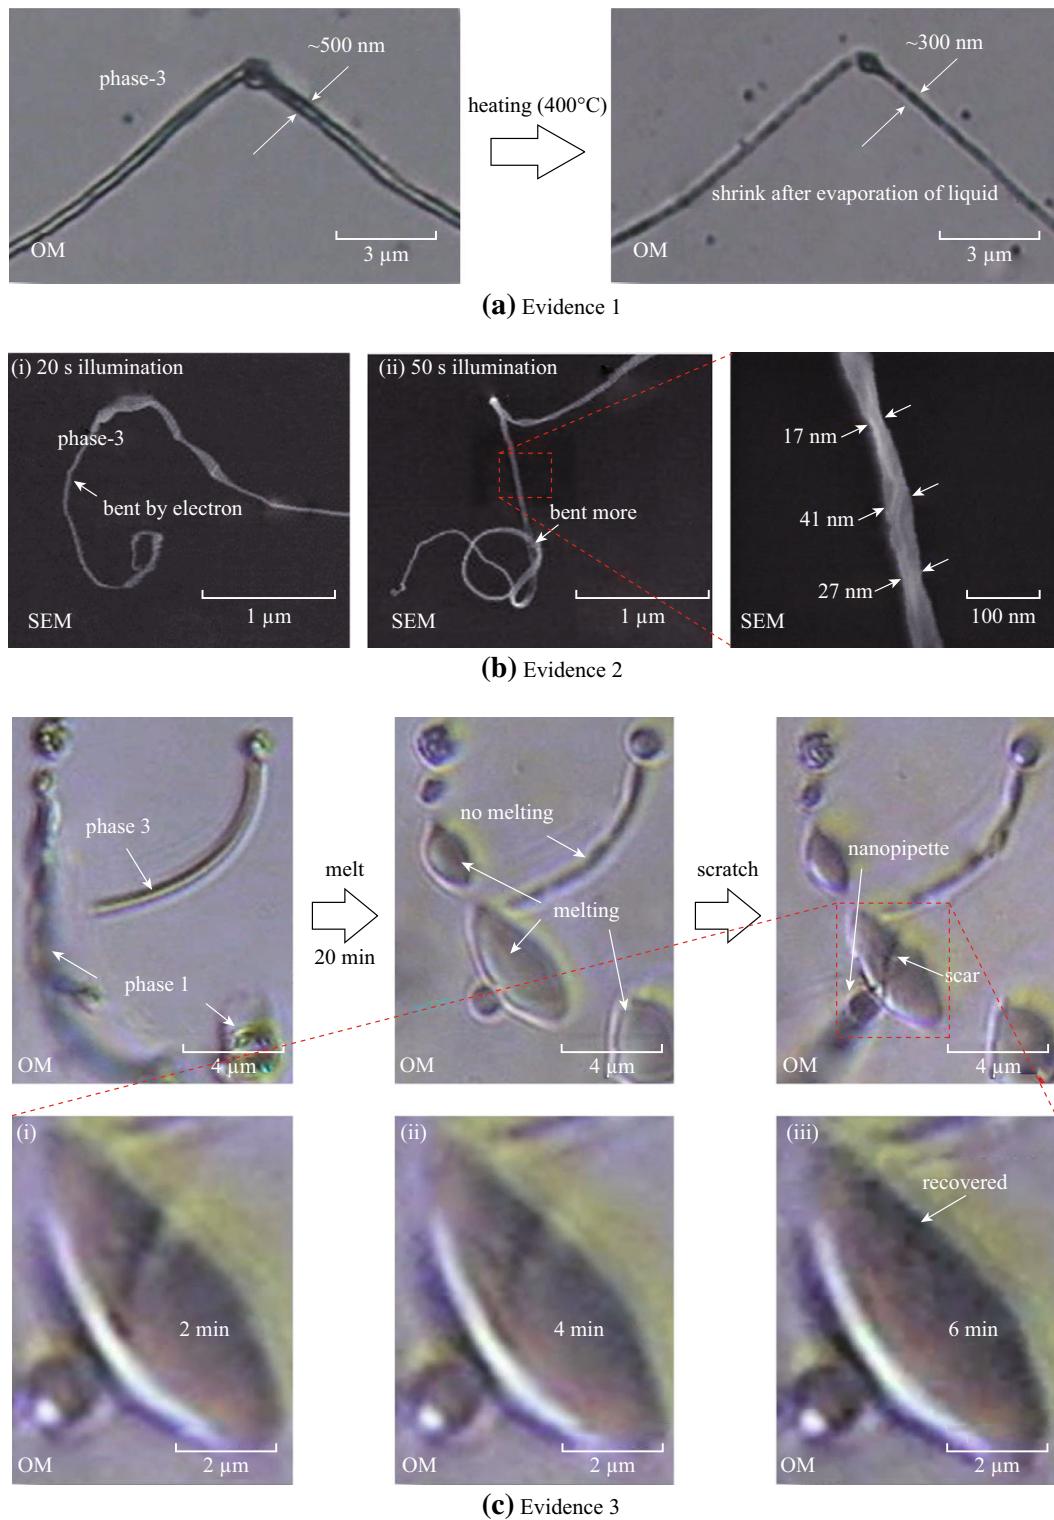 phase-3
~500 nm
OM
3 µm
heating (400°C)
~300 nm
shrink after evaporation of liquid
OM
3 µm
(a) Evidence 1
(i) 20 s illumination
phase-3
bent by electron
SEM
1 µm
(ii) 50 s illumination
bent more
SEM
1 µm
17 nm
41 nm
27 nm
SEM
100 nm
(b) Evidence 2
phase 3
phase 1
OM
4 µm
melt
20 min
no melting
melting
OM
4 µm
scratch
nanopipette
scar
OM
4 µm
(i)
2 min
OM
2 µm
(ii)
4 min
OM
2 µm
(iii)
recovered
6 min
OM
2 µm
(c) Evidence 3